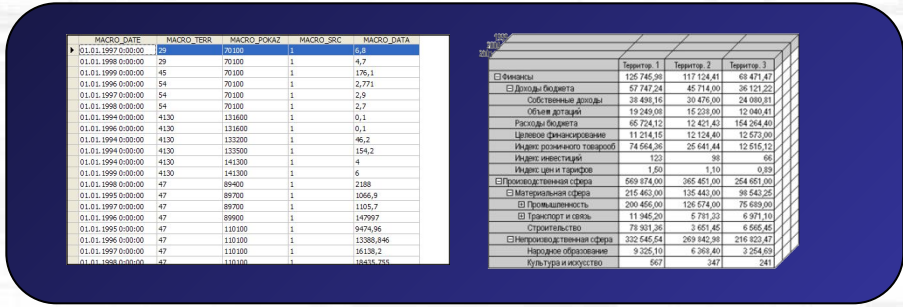 MACRO_DATE MACRO_TERR MACRO_POKAZ MACRO_SRC MACRO_DATA
01.01.1997 0:00:00 29 70100 1 6,8
01.01.1998 0:00:00 29 70100 1 4,7
01.01.1999 0:00:00 45 70100 1 176,1
01.01.1996 0:00:00 54 70100 1 2,771
01.01.1997 0:00:00 54 70100 1 2,9
01.01.1998 0:00:00 54 70100 1 2,7
01.01.1994 0:00:00 4130 131600 1 0,1
01.01.1996 0:00:00 4130 131600 1 0,1
01.01.1994 0:00:00 4130 133200 1 46,2
01.01.1994 0:00:00 4130 133500 1 154,2
01.01.1994 0:00:00 4130 141300 1 4
01.01.1996 0:00:00 4130 141300 1 6
01.01.1998 0:00:00 47 89400 1 2188
01.01.1995 0:00:00 47 89700 1 1066,9
01.01.1997 0:00:00 47 89700 1 1105,7
01.01.1996 0:00:00 47 89900 1 147997
01.01.1995 0:00:00 47 110100 1 9474,96
01.01.1996 0:00:00 47 110100 1 13388,846
01.01.1997 0:00:00 47 110100 1 16138,2
01.01.1998 0:00:00 47 110100 1 18435,755
Территор. 1 Территор. 2 Территор. 3
Финансы 125 745,98 117 124,41 68 471,47
Доходы бюджета 57 747,24 45 714,00 36 121,22
Собственные доходы 38 498,16 30 476,00 24 080,81
Объем дотаций 19 249,08 15 238,00 12 040,41
Расходы бюджета 65 724,12 12 421,43 154 264,40
Целевое финансирование 11 214,15 12 124,40 12 573,00
Индекс розничного товарооб 74 564,36 25 641,44 12 515,12
Индекс инвестиций 123 98 66
Индекс цен и тарифов 1,50 1,10 0,89
Производственная сфера 569 874,00 365 451,00 254 651,00
Материальная сфера 215 463,00 135 443,00 98 543,25
Промышленность 200 456,00 126 574,00 75 689,00
Транспорт и связь 11 945,20 5 781,33 6 971,10
Строительство 78 931,36 3 651,45 6 565,45
Непроизводственная сфера 332 545,54 269 842,98 216 823,47
Народное образование 9 325,10 6 368,40 3 254,69
Культура и искусство 567 347 241